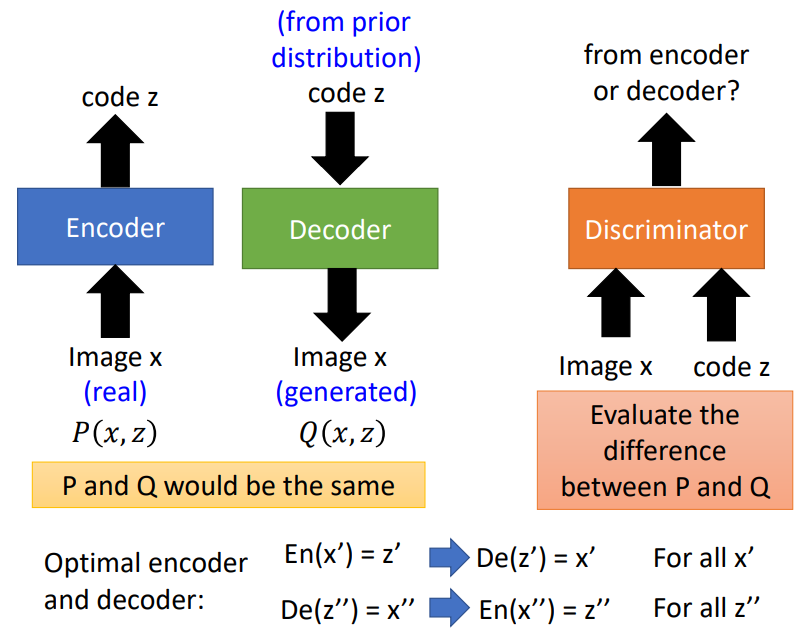 (from prior
distribution)
code z
code z
from encoder
or decoder?
Encoder
Decoder
Discriminator
Image x
(real)
P(x, z)
Image x
(generated)
Q(x, z)
Image x
code z
P and Q would be the same
Evaluate the
difference
between P and Q
Optimal encoder
and decoder:
En(x’) = z’ De(z’) = x’ For all x’
De(z’’) = x’’ En(x’’) = z’’ For all z’’